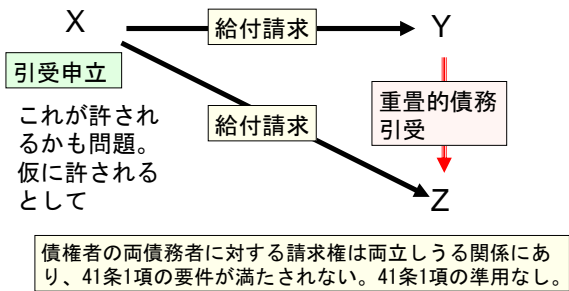 X
給付請求
Y
引受申立
これが許され
るかも問題。
仮に許される
として
給付請求
重畳的債務
引受
Z
債権者の両債務者に対する請求権は両立しうる関係にあ
り、41条1項の要件が満たされない。41条1項の準用なし。